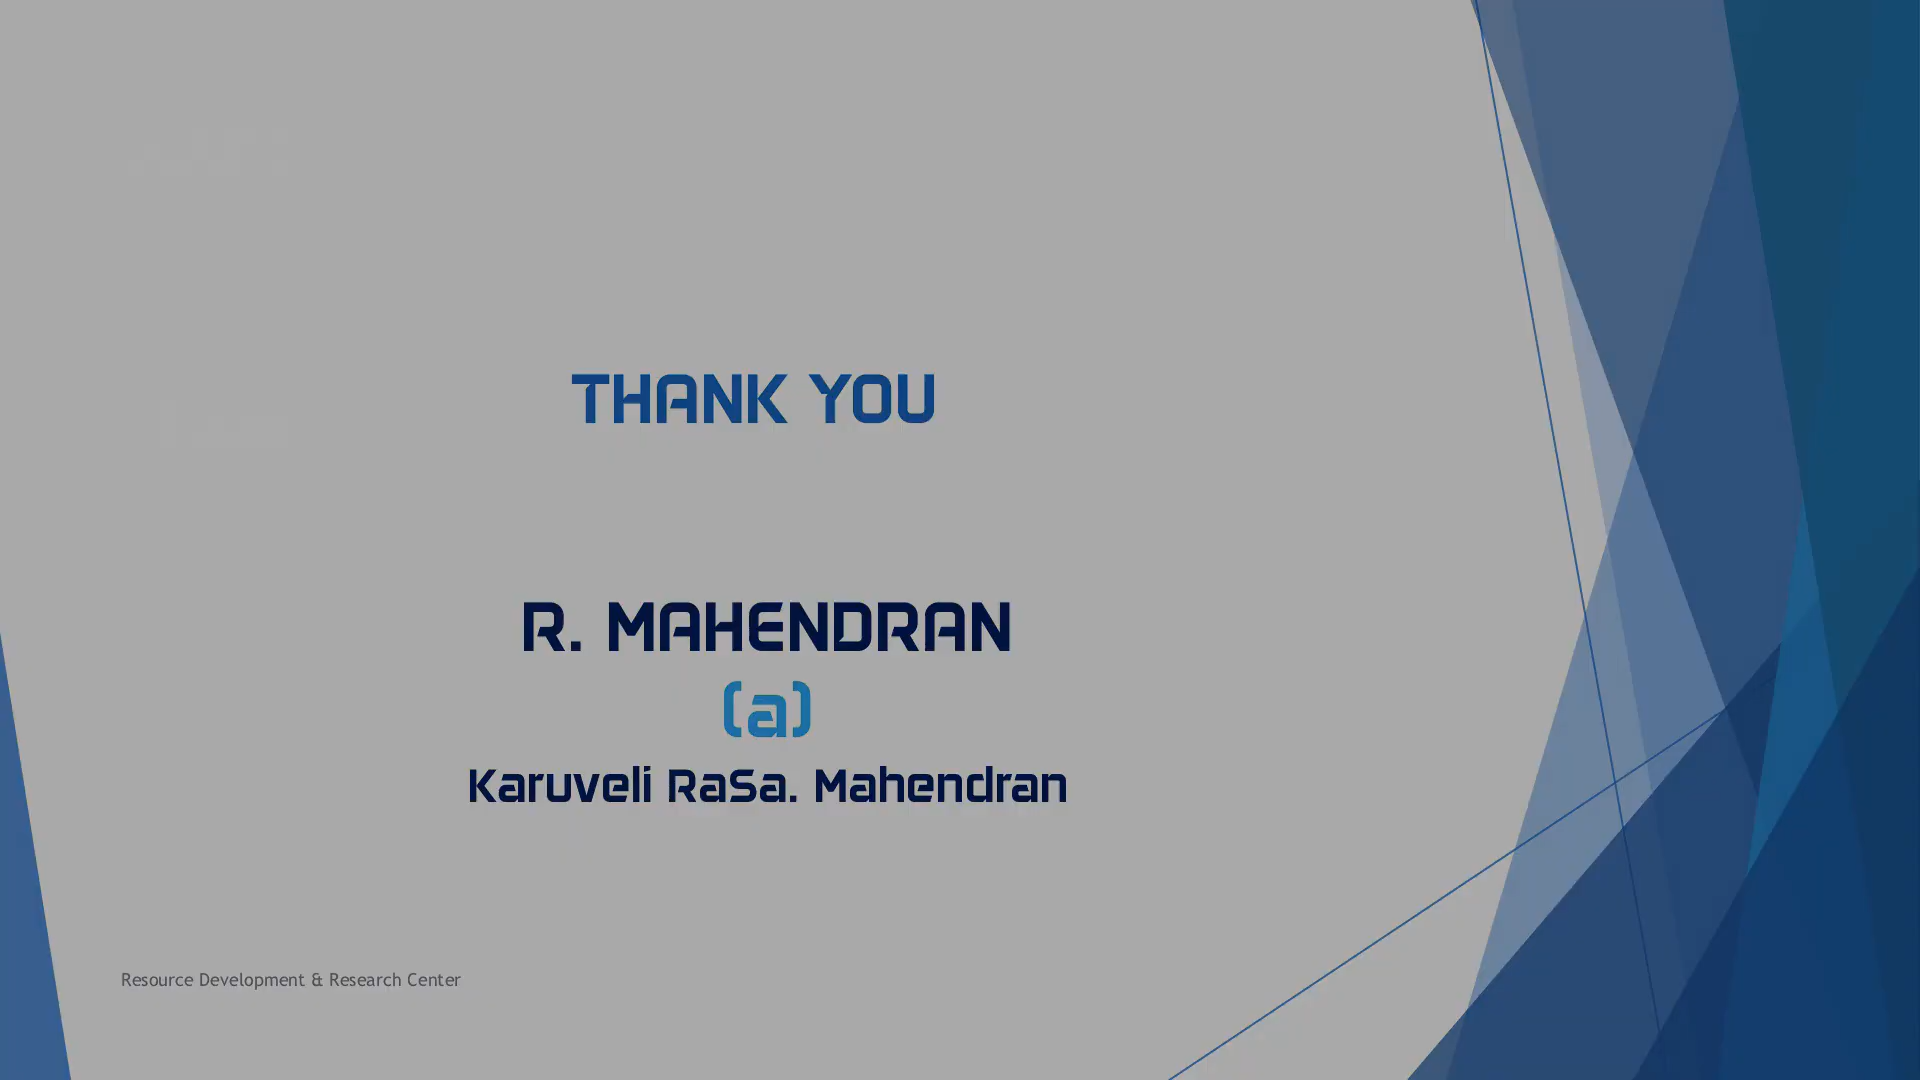 THANK YOU
R. MAHENDRAN
(a)
Karuveli RaSa. Mahendran
Resource Development & Research Center